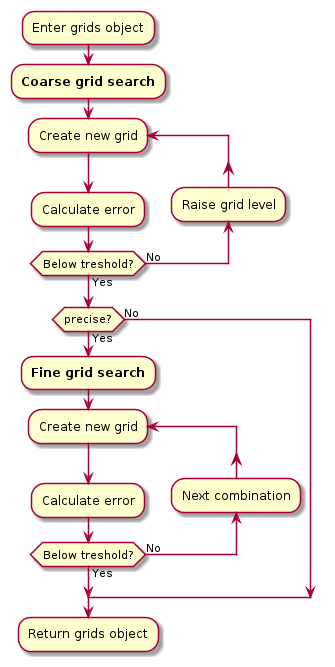 Enter grids object
Coarse grid search
Create new grid
Raise grid level
Calculate error
Below treshold?
No
Yes
precise?
No
Yes
Fine grid search
Create new grid
Next combination
Calculate error
Below treshold?
No
Yes
Return grids object